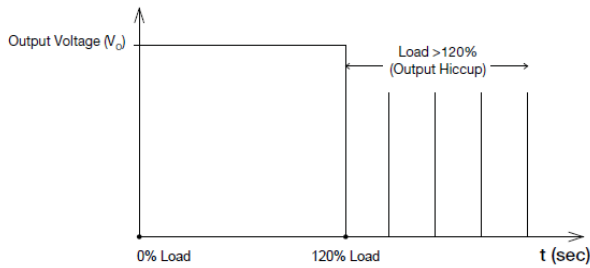 Output Voltage (Vo)
Load >120%
(Output Hiccup)
0% Load
120% Load
t (sec)